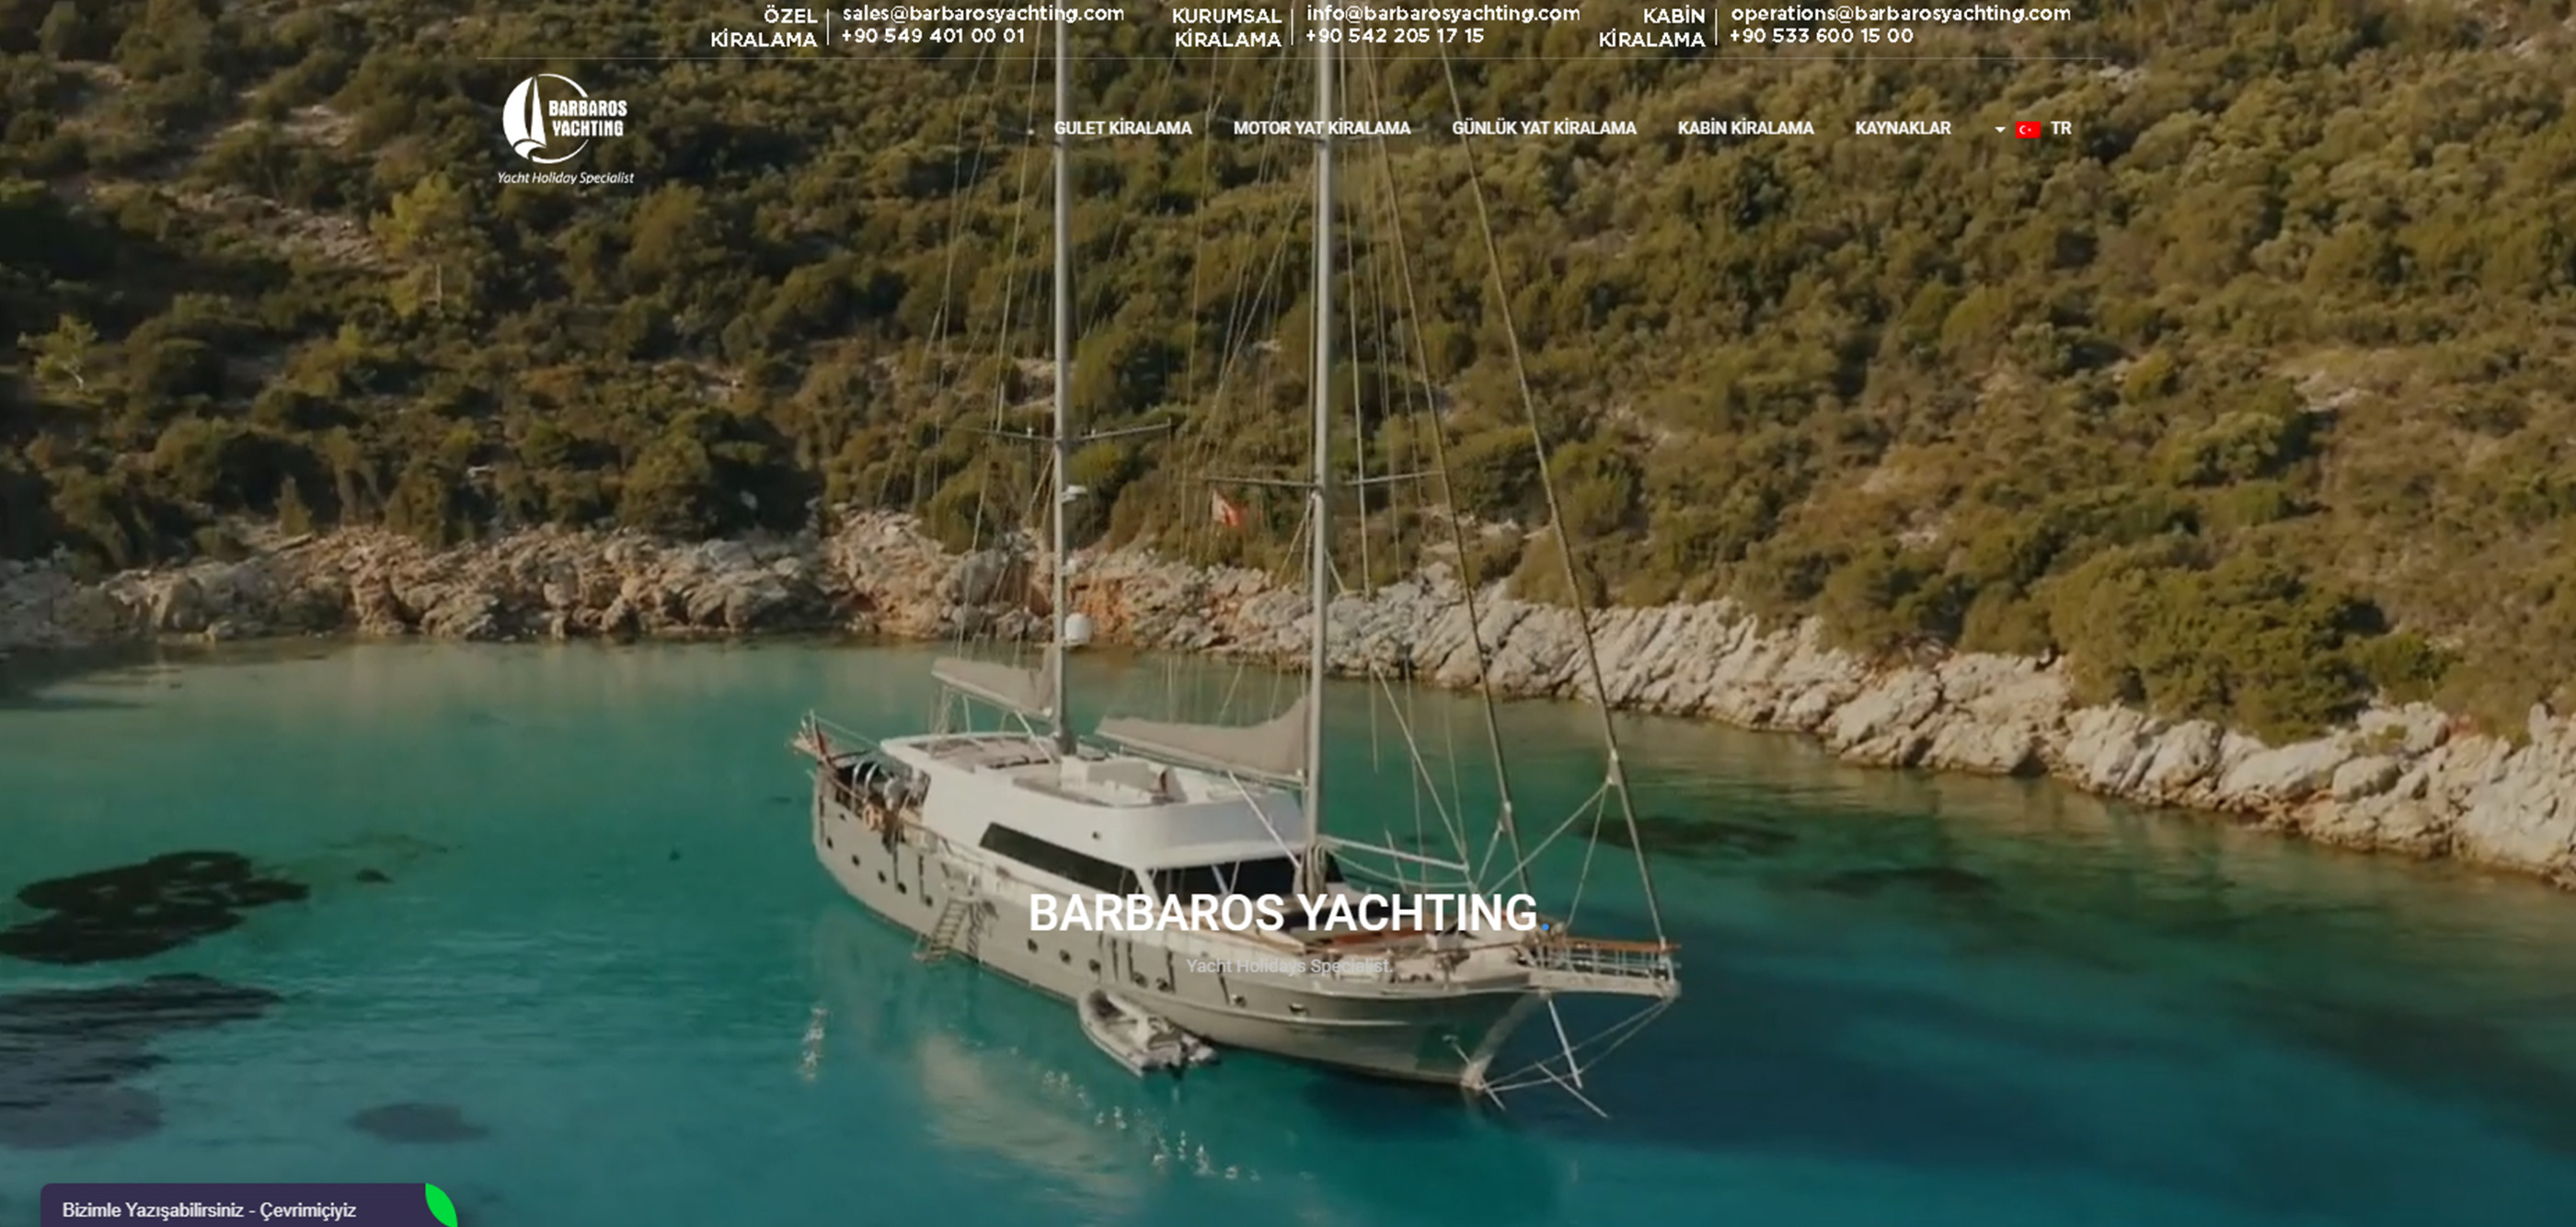 ÖZEL
KİRALAMA
sales@barbarosyachting.com
+90 549 401 00 01
KURUMSAL
KİRALAMA
info@barbarosyachting.com
+90 542 205 17 15
KABİN
KİRALAMA
operations@barbarosyachting.com
+90 533 600 15 00
BARBAROS
YACHTING
Yacht Holiday Specialist
GULET KİRALAMA
MOTOR YAT KİRALAMA
GÜNLÜK YAT KİRALAMA
KABİN KİRALAMA
KAYNAKLAR
TR
BARBAROS YACHTING.
Yacht Holidays Specialist.
Bizimle Yazışabilirsiniz - Çevrimiçiyiz